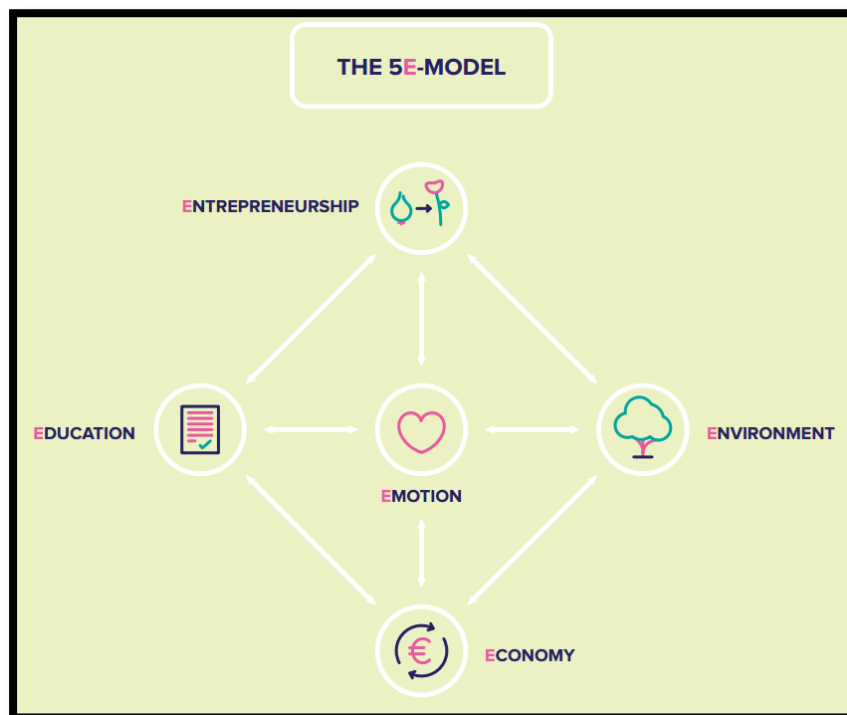 THE 5E-MODEL
ENTREPRENEURSHIP
EDUCATION
ENVIRONMENT
EMOTION
€
ECONOMY